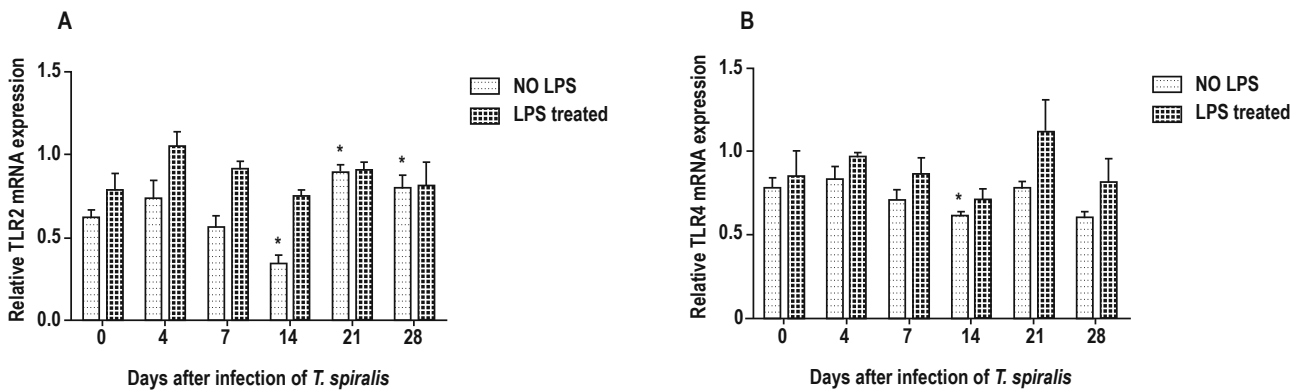 A
Relative TLR2 mRNA expression
1.5
1.0
0.5
0.0
* * *
0 4 7 14 21 28
Days after infection of T. spiralis
NO LPS
LPS treated
B
Relative TLR4 mRNA expression
1.5
1.0
0.5
0
*
0 4 7 14 21 28
Days after infection of T. spiralis
NO LPS
LPS treated